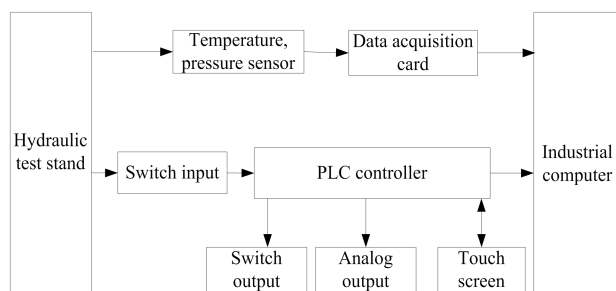 Temperature,
pressure sensor
Data acquisition
card
Hydraulic
test stand
Switch input
PLC controller
Industrial
computer
Switch
output
Analog
output
Touch
screen